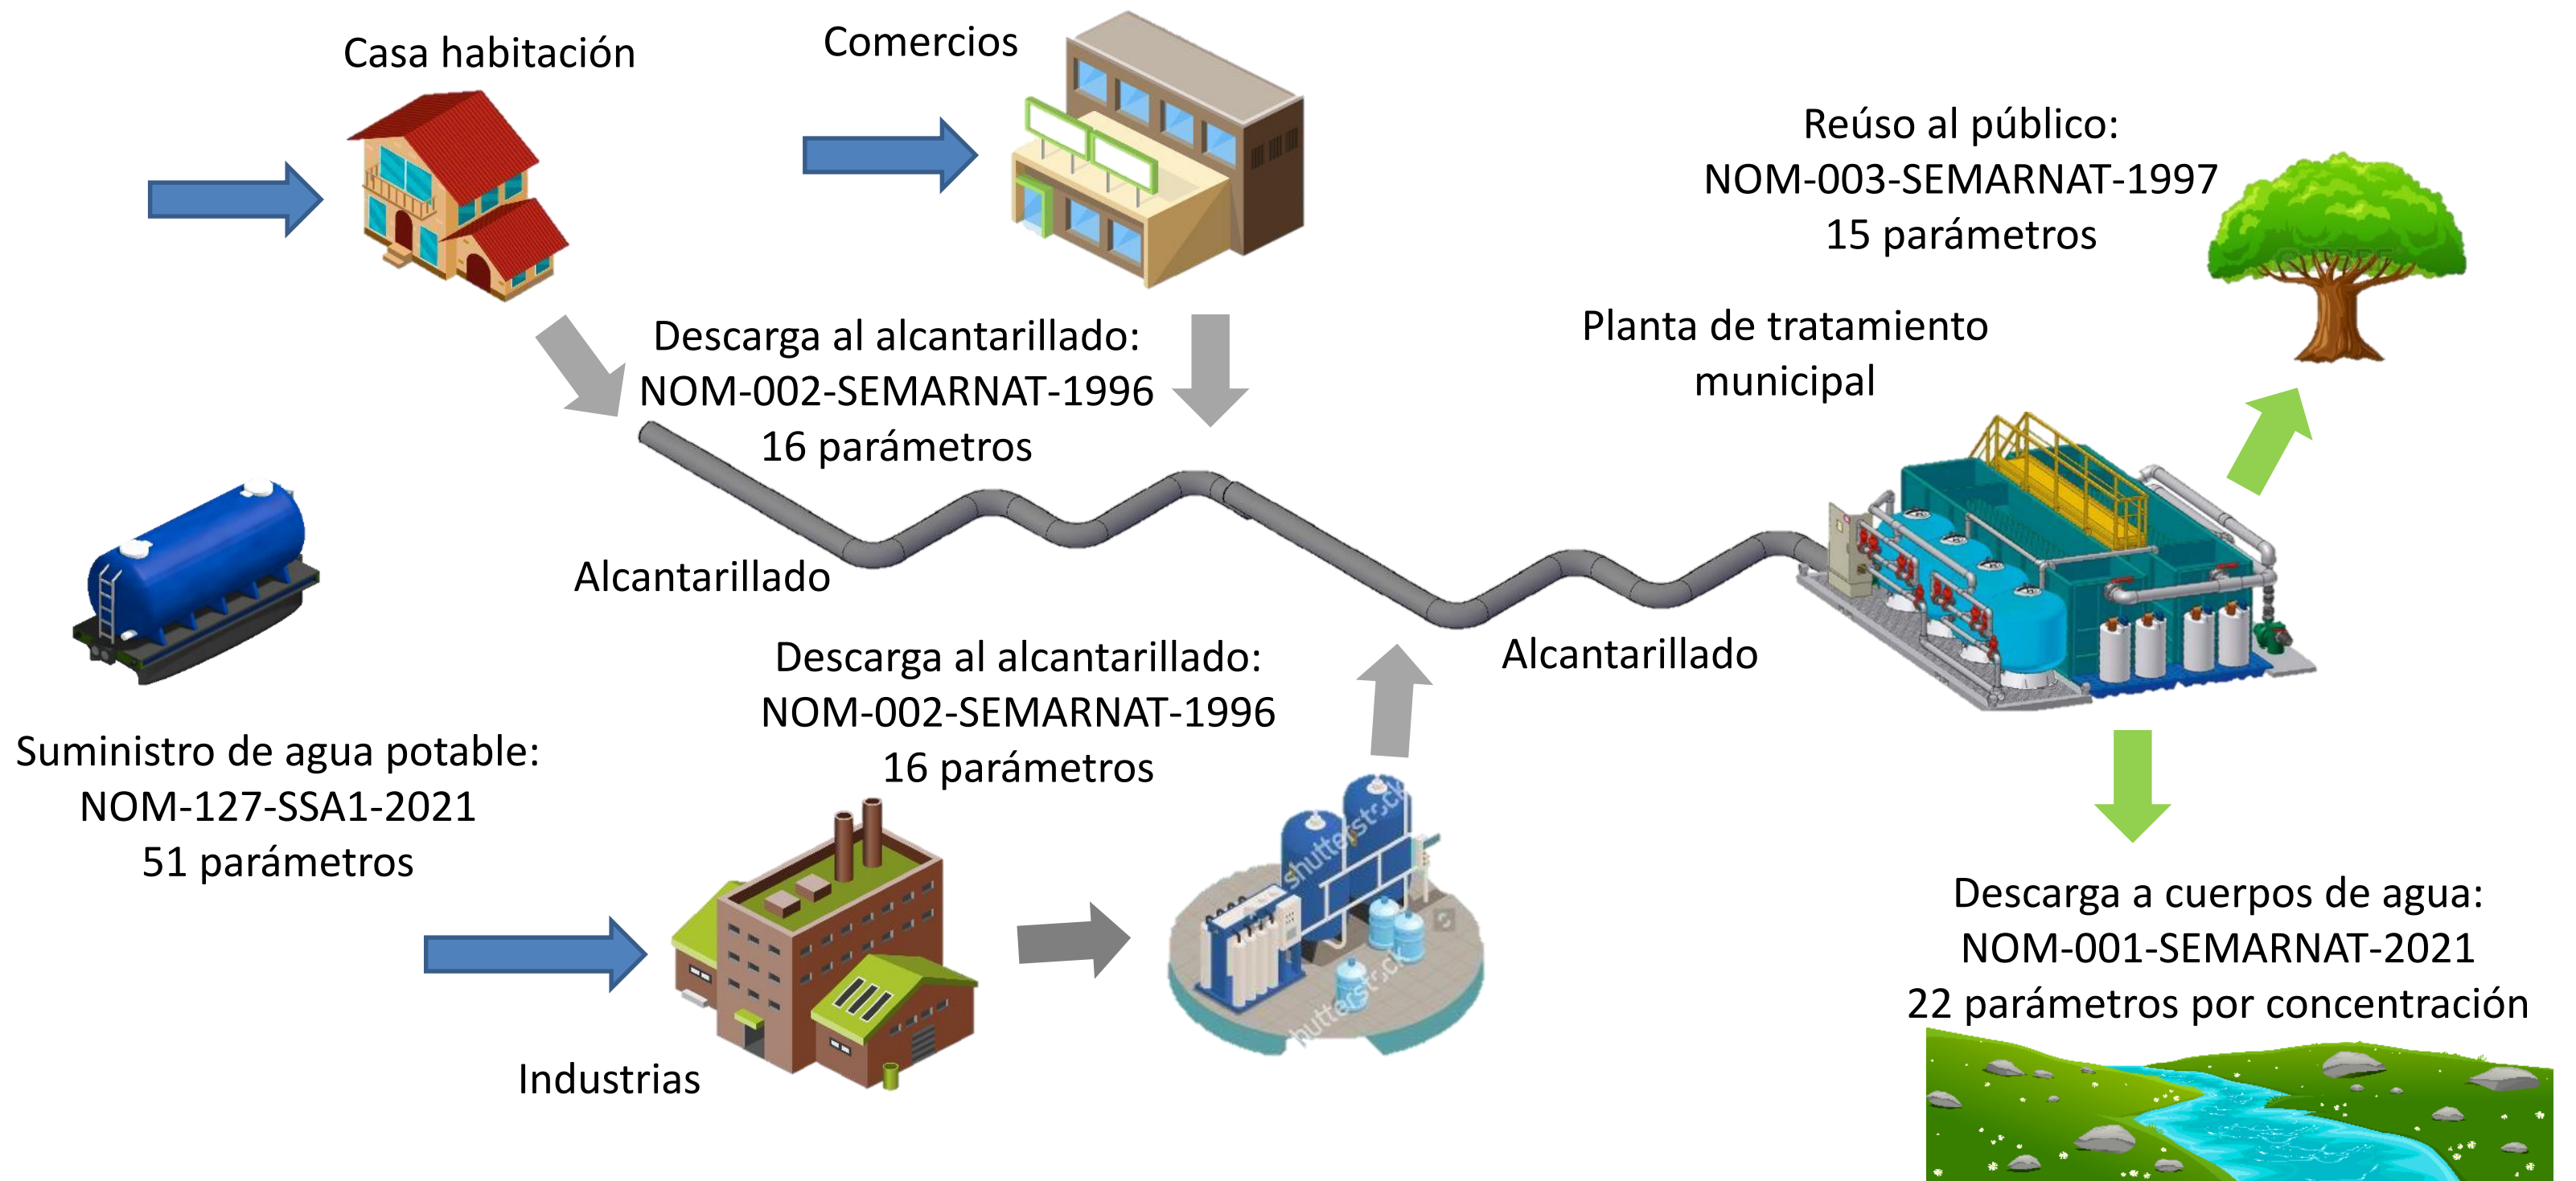 Casa habitación
Comercios
Reúso al público:
NOM-003-SEMARNAT-1997
15 parámetros
Descarga al alcantarillado:
NOM-002-SEMARNAT-1996
16 parámetros
Planta de tratamiento
municipal
Alcantarillado
Descarga al alcantarillado:
NOM-002-SEMARNAT-1996
16 parámetros
Alcantarillado
Suministro de agua potable:
NOM-127-SSA1-2021
51 parámetros
shutterstock
shutterstock
Industrias
Descarga a cuerpos de agua:
NOM-001-SEMARNAT-2021
22 parámetros por concentración